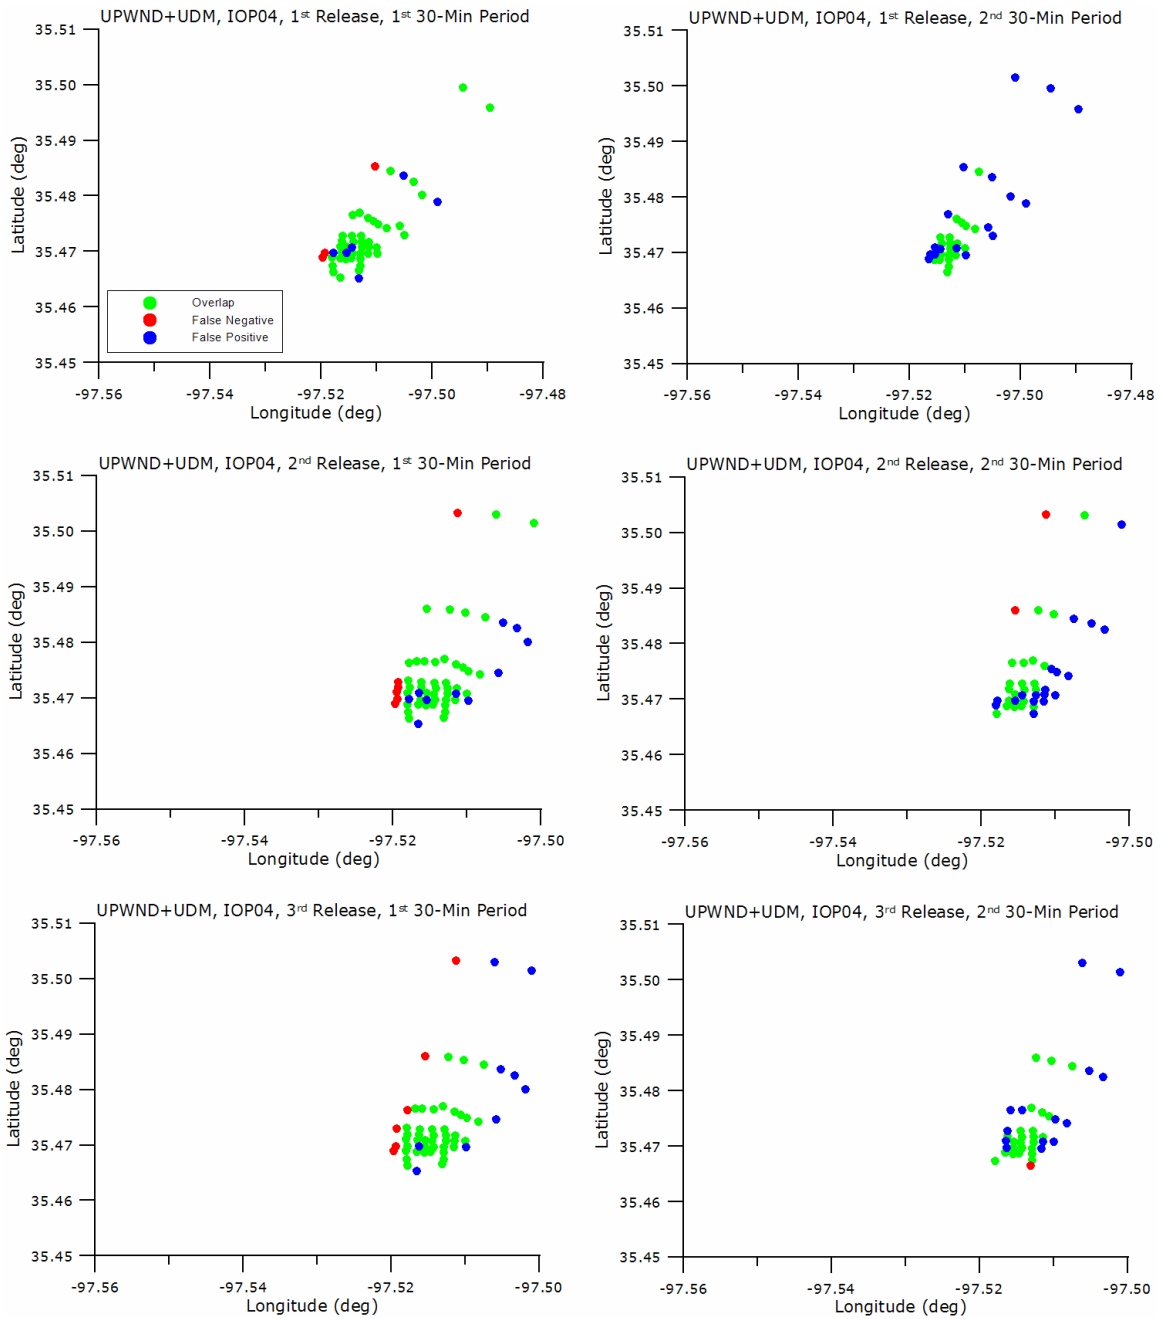 UPWND+UDM, IOP04, 1st Release, 1st 30-Min Period
35.51
35.50
35.49
35.48
35.47
35.46
35.45
Latitude (deg)
Overlap
False Negative
False Positive
-97.56 -97.54 -97.52 -97.50 -97.48
Longitude (deg)
UPWND+UDM, IOP04, 1st Release, 2nd 30-Min Period
35.51
35.50
35.49
35.48
35.47
35.46
35.45
Latitude (deg)
-97.56 -97.54 -97.52 -97.50 -97.48
Longitude (deg)
UPWND+UDM, IOP04, 2nd Release, 1st 30-Min Period
35.51
35.50
35.49
35.48
35.47
35.46
35.45
Latitude (deg)
-97.56 -97.54 -97.52 -97.50
Longitude (deg)
UPWND+UDM, IOP04, 2nd Release, 2nd 30-Min Period
35.51
35.50
35.49
35.48
35.47
35.46
35.45
Latitude (deg)
-97.56 -97.54 -97.52 -97.50
Longitude (deg)
UPWND+UDM, IOP04, 3rd Release, 1st 30-Min Period
35.51
35.50
35.49
35.48
35.47
35.46
35.45
Latitude (deg)
-97.56 -97.54 -97.52 -97.50
Longitude (deg)
UPWND+UDM, IOP04, 3rd Release, 2nd 30-Min Period
35.51
35.50
35.49
35.48
35.47
35.46
35.45
Latitude (deg)
-97.56 -97.54 -97.52 -97.50
Longitude (deg)